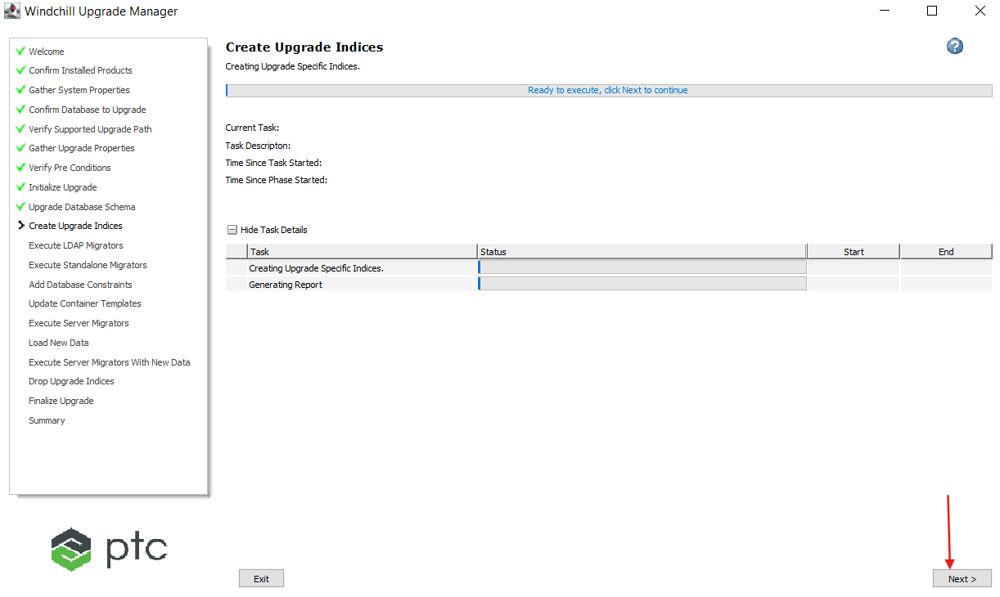 Windchill Upgrade Manager
Welcome
Confirm Installed Products
Gather System Properties
Confirm Database to Upgrade
Verify Supported Upgrade Path
Gather Upgrade Properties
Verify Pre Conditions
Initialize Upgrade
Upgrade Database Schema
Create Upgrade Indices
Execute LDAP Migrators
Execute Standalone Migrators
Add Database Constraints
Update Container Templates
Execute Server Migrators
Load New Data
Execute Server Migrators With New Data
Drop Upgrade Indices
Finalize Upgrade
Summary
ptc
Create Upgrade Indices
?
Creating Upgrade Specific Indices.
Ready to execute, click Next to continue
Current Task:
Task Descripton:
Time Since Task Started:
Time Since Phase Started:
Hide Task Details
Task Status Start End
Creating Upgrade Specific Indices.
Generating Report
Exit Next >